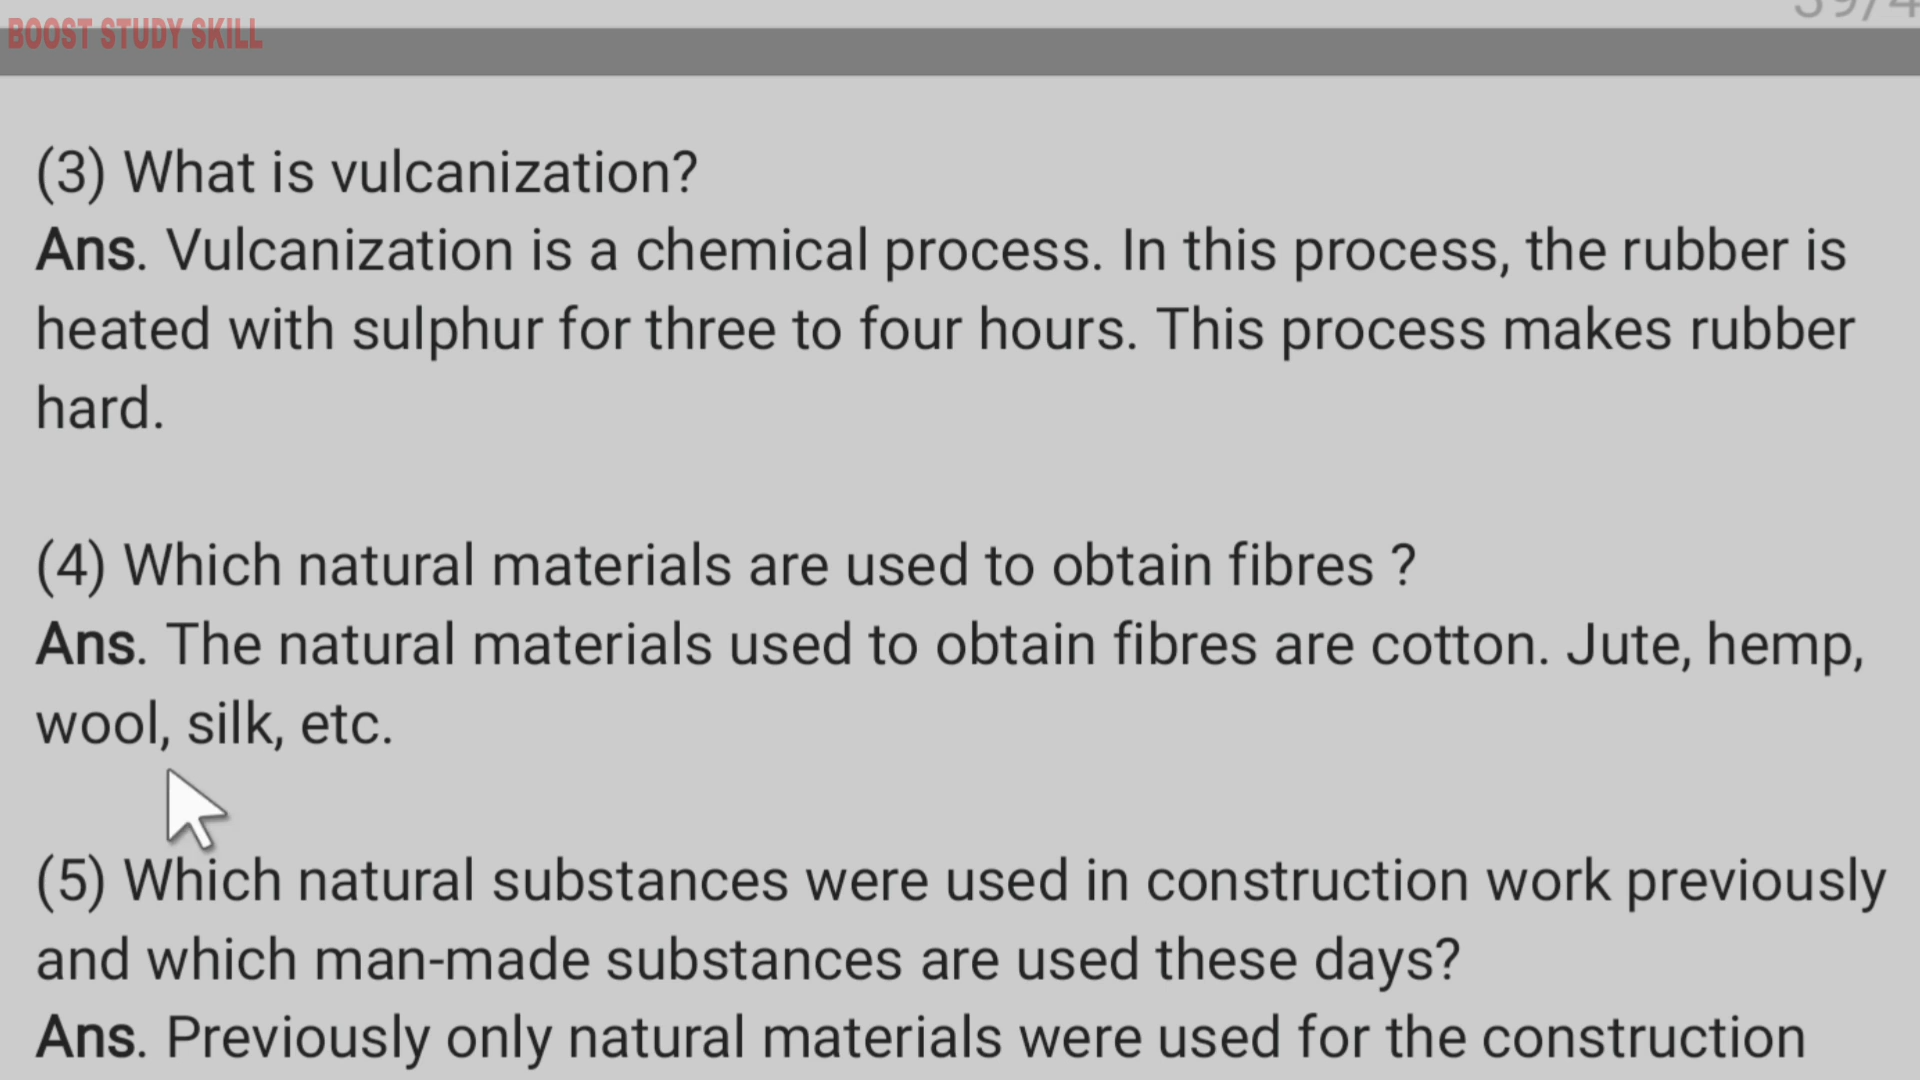 BOOST STUDY SKILL
(3) What is vulcanization?
Ans. Vulcanization is a chemical process. In this process, the rubber is
heated with sulphur for three to four hours. This process makes rubber
hard.
(4) Which natural materials are used to obtain fibres ?
Ans. The natural materials used to obtain fibres are cotton. Jute, hemp,
wool, silk, etc.
(5) Which natural substances were used in construction work previously
and which man-made substances are used these days?
Ans. Previously only natural materials were used for the construction